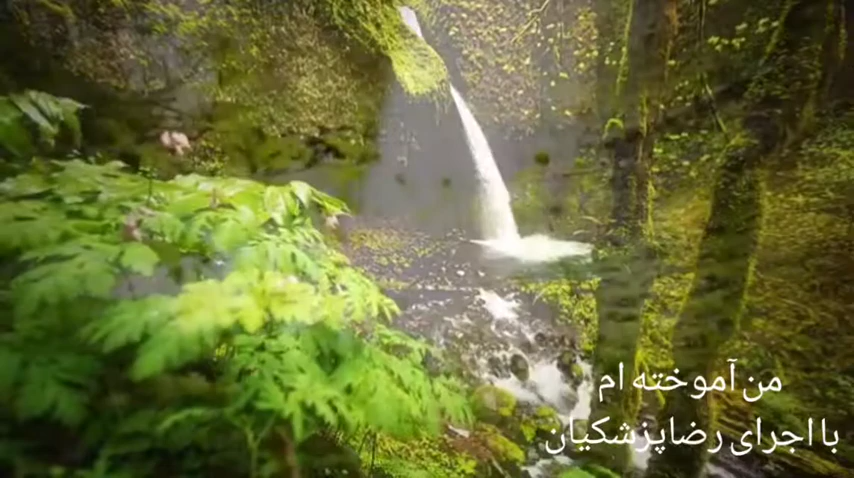 من آموخته ام
با اجرای رضا پزشکیان